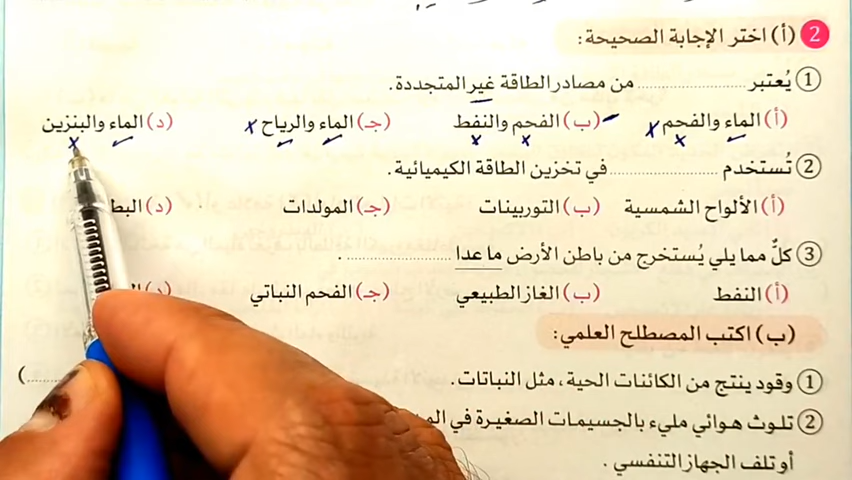 2 (أ) اختر الإجابة الصحيحة:
1 يُعتبر .................... من مصادر الطاقة غير المتجددة.
(أ) الماء والفحم (ب) الفحم والنفط (جـ) الماء والرياح (د) الماء والبنزين
2 تُستخدم .................... في تخزين الطاقة الكيميائية.
(أ) الألواح الشمسية (ب) التوربينات (جـ) المولدات (د)
3 كلٌّ مما يلي يُستخرج من باطن الأرض ما عدا .................... .
(أ) النفط (ب) الغاز الطبيعي (جـ) الفحم النباتي (د)
(ب) اكتب المصطلح العلمي:
1 وقود ينتج من الكائنات الحية، مثل النباتات.
2 تلوث هوائي مليء بالجسيمات الصغيرة في
أو تلف الجهاز التنفسي.